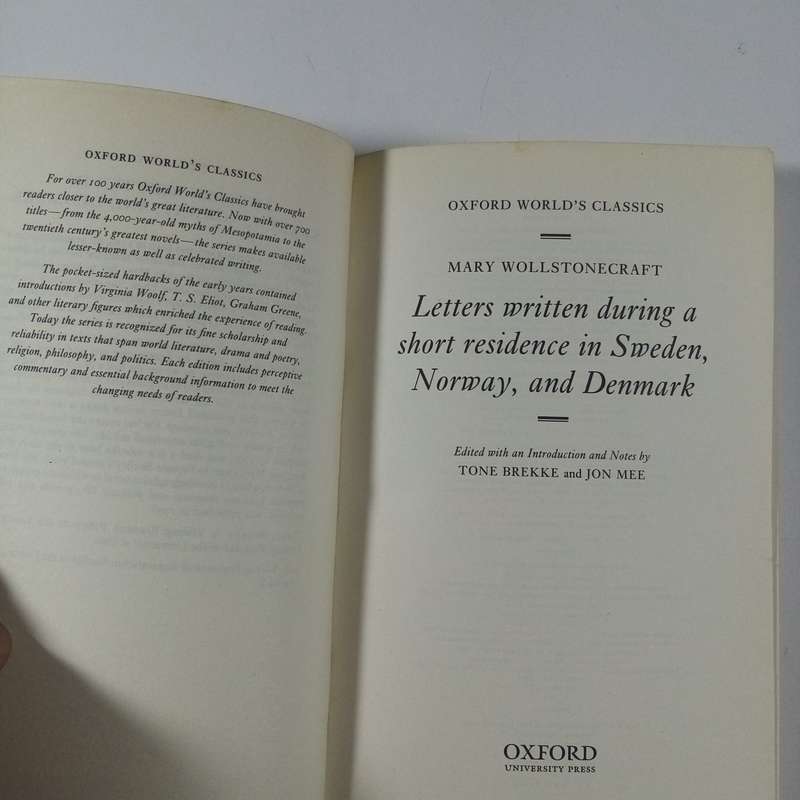 OXFORD WORLD'S CLASSICS
For over 100 years Oxford World's Classics have brought
readers closer to the world's great literature. Now with over 700
titles—from the 4,000-year-old myths of Mesopotamia to the
twentieth century's greatest novels—the series makes available
lesser-known as well as celebrated writing.
The pocket-sized hardbacks of the early years contained
introductions by Virginia Woolf, T. S. Eliot, Graham Greene,
and other literary figures which enriched the experience of reading.
Today the series is recognized for its fine scholarship and
reliability in texts that span world literature, drama and poetry,
religion, philosophy, and politics. Each edition includes perceptive
commentary and essential background information to meet the
changing needs of readers.
OXFORD WORLD'S CLASSICS
MARY WOLLSTONECRAFT
Letters written during a
short residence in Sweden,
Norway, and Denmark
Edited with an Introduction and Notes by
TONE BREKKE and JON MEE
OXFORD
UNIVERSITY PRESS